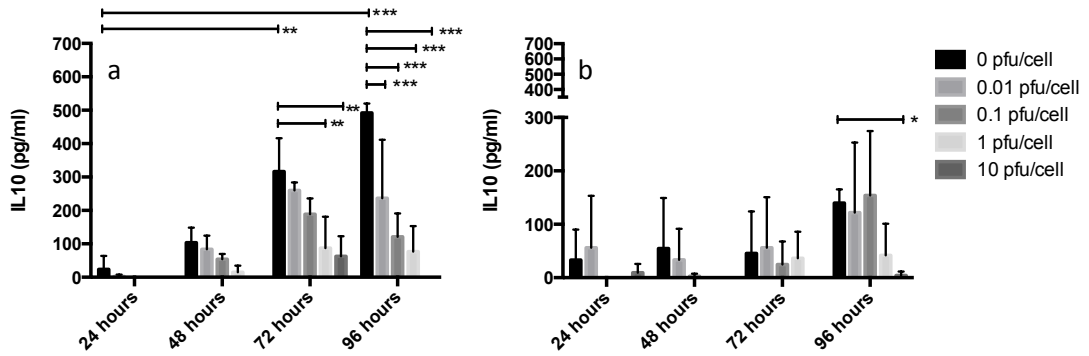 ***
**
***
***
***
***
**
**
a
IL10 (pg/ml)
700
600
500
400
300
200
100
0
24 hours
48 hours
72 hours
96 hours
b
IL10 (pg/ml)
700
600
500
400
300
200
100
0
*
24 hours
48 hours
72 hours
96 hours
0 pfu/cell
0.01 pfu/cell
0.1 pfu/cell
1 pfu/cell
10 pfu/cell